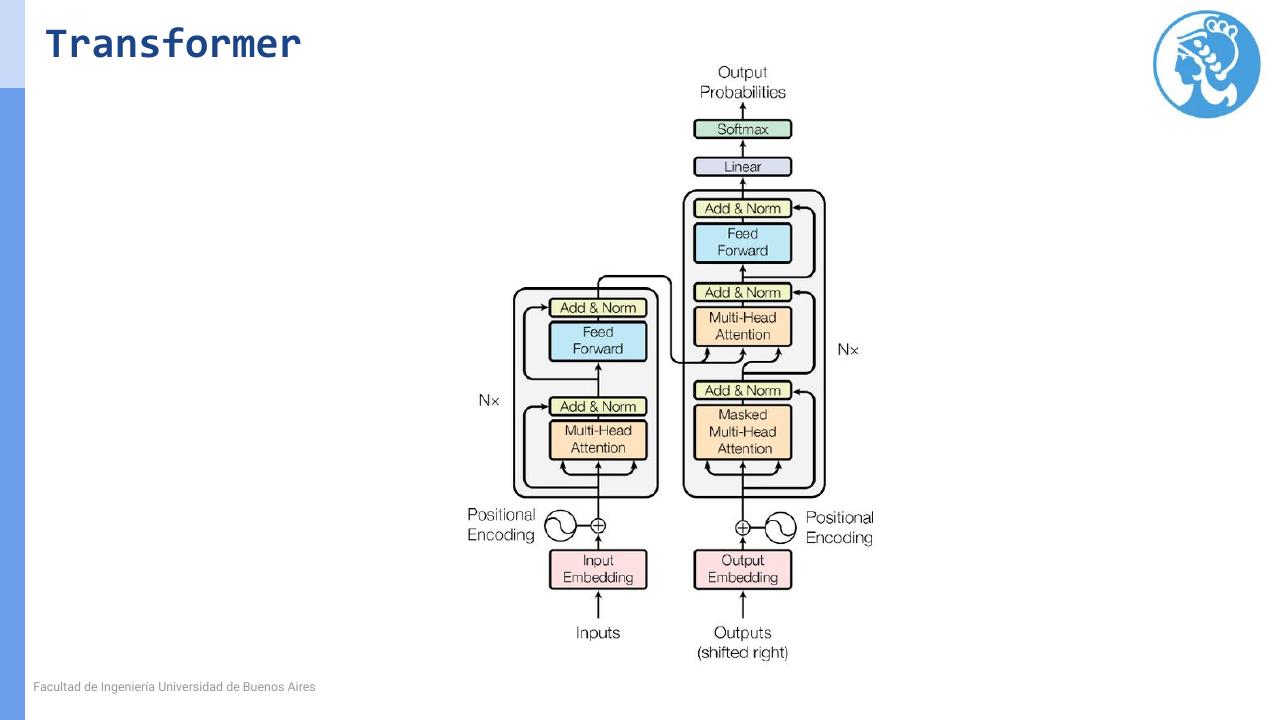 Transformer
Output
Probabilities
Softmax
Linear
Add & Norm
Feed
Forward
Add & Norm
Multi-Head
Attention
Add & Norm
Masked
Multi-Head
Attention
Nx
Add & Norm
Feed
Forward
Add & Norm
Multi-Head
Attention
Nx
Positional
Encoding
Positional
Encoding
Input
Embedding
Output
Embedding
Inputs
Outputs
(shifted right)
Facultad de Ingeniería Universidad de Buenos Aires